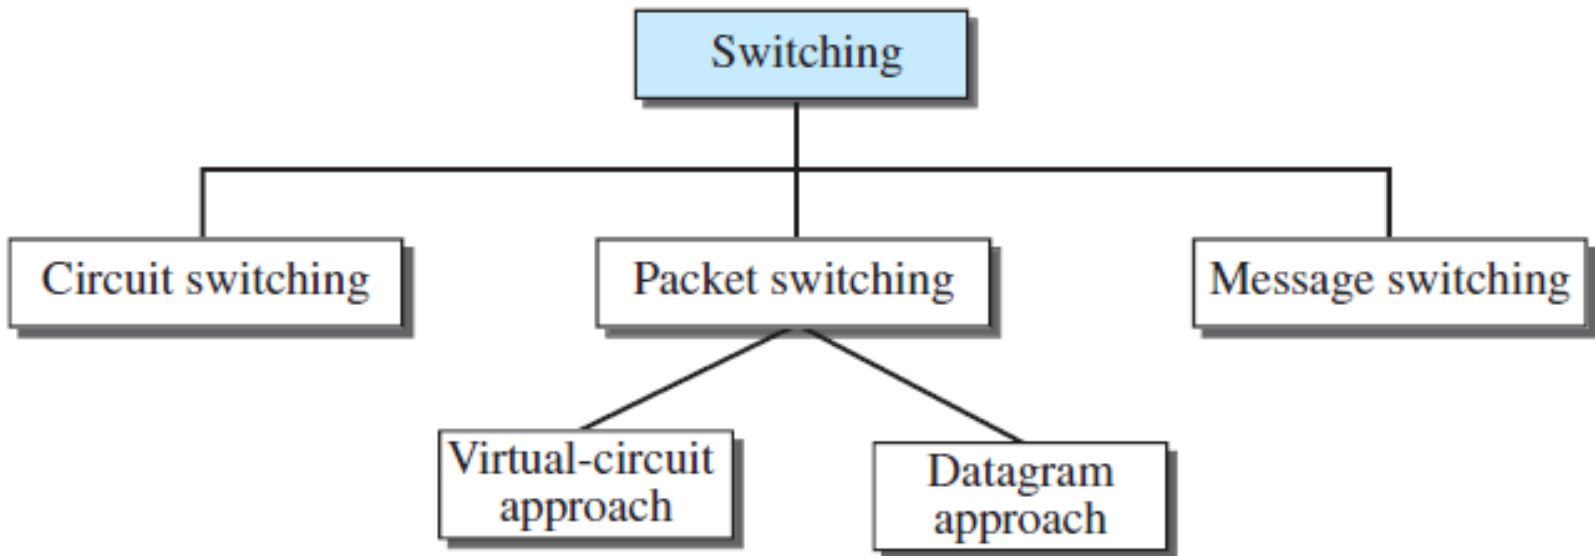 Switching
Circuit switching
Packet switching
Message switching
Virtual-circuit
approach
Datagram
approach